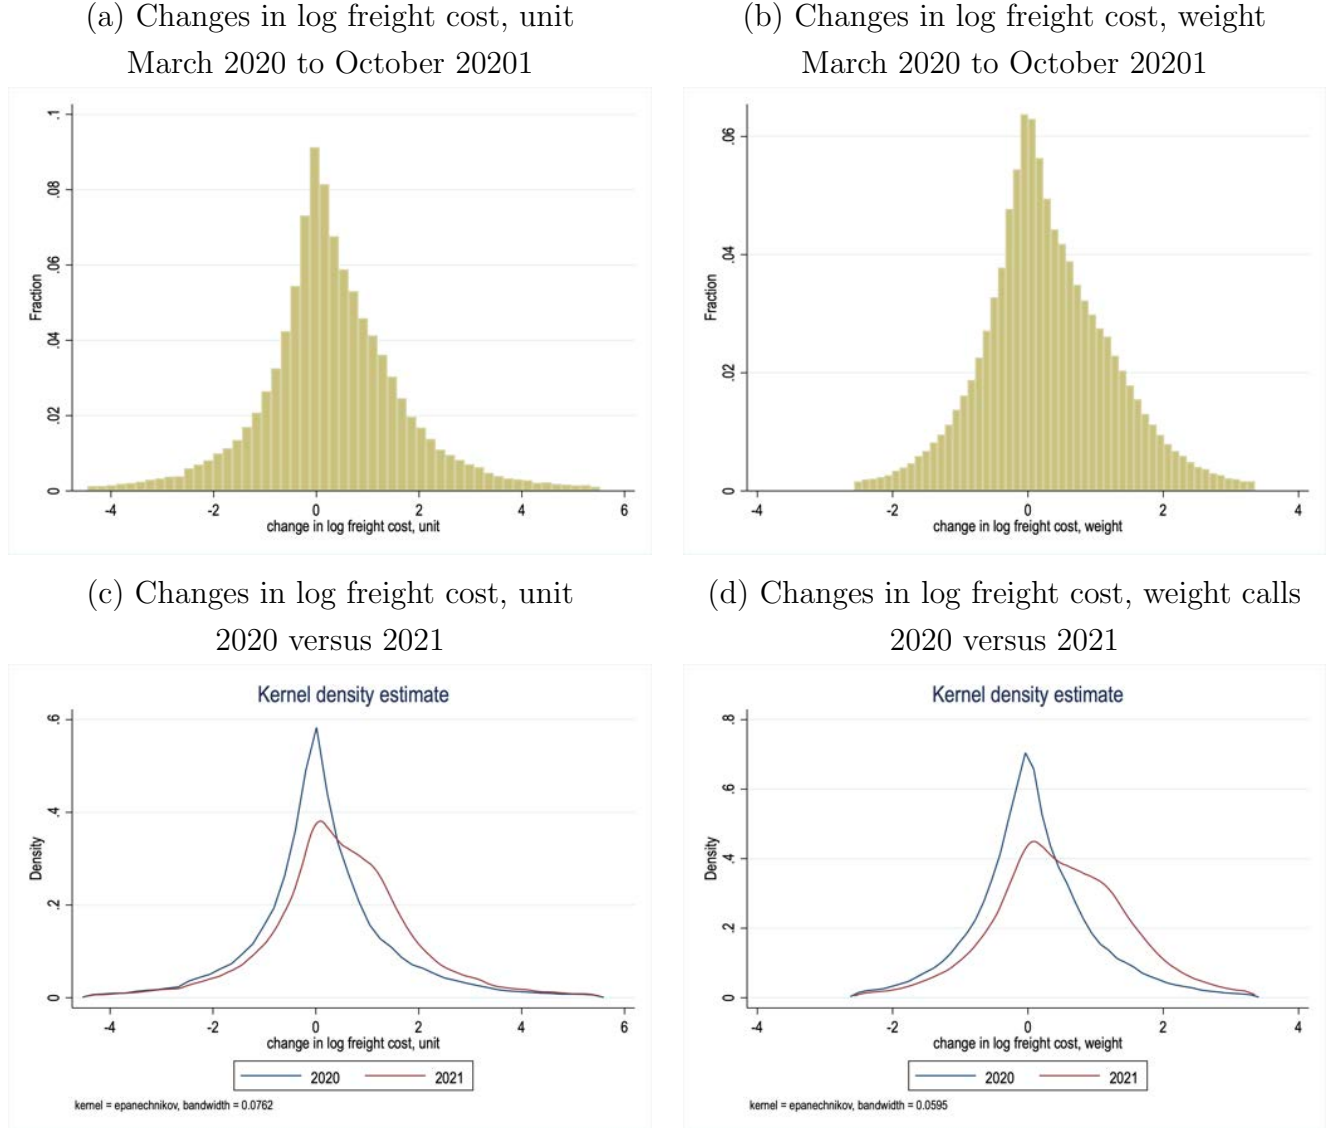 (a) Changes in log freight cost, unit
March 2020 to October 20201
.1
.08
.06
.04
.02
0
Fraction
-4 -2 0 2 4 6
change in log freight cost, unit
(b) Changes in log freight cost, weight
March 2020 to October 20201
.06
.04
.02
0
Fraction
-4 -2 0 2 4
change in log freight cost, weight
(c) Changes in log freight cost, unit
2020 versus 2021
Kernel density estimate
.6
.4
.2
0
Density
-4 -2 0 2 4 6
change in log freight cost, unit
2020 2021
kernel = epanechnikov, bandwidth = 0.0762
(d) Changes in log freight cost, weight calls
2020 versus 2021
Kernel density estimate
.8
.6
.4
.2
0
Density
-4 -2 0 2 4
change in log freight cost, weight
2020 2021
kernel = epanechnikov, bandwidth = 0.0595